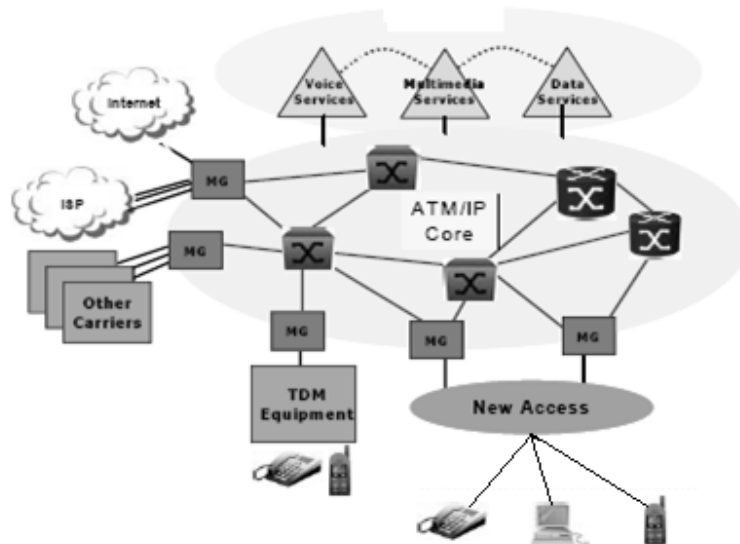 Voice
Services
Multimedia
Services
Data
Services
Internet
MG
ISP
ATM/IP
Core
MG
Other
Carriers
MG
MG
MG
TDM
Equipment
New Access